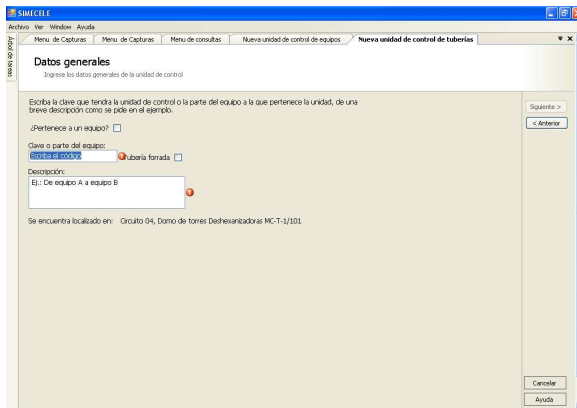 SIMECELE
Archivo Ver Window Ayuda
Menu de Capturas Menu de Capturas Menu de consultas Nueva unidad de control de equipos Nueva unidad de control de tuberías
Árbol de tareas
Datos generales
Ingrese los datos generales de la unidad de control
Escriba la clave que tendra la unidad de control o la parte del equipo a la que pertenece la unidad, de una
breve descripción como se pide en el ejemplo.
Siguiente >
< Anterior
¿Pertenece a un equipo?
Clave o parte del equipo:
Escriba el código
ubería forrada
Descripción:
Ej.: De equipo A a equipo B
Se encuentra localizado en: Circuito 04, Domo de torres Deshexanizadoras MC-T-1/101
Cancelar
Ayuda